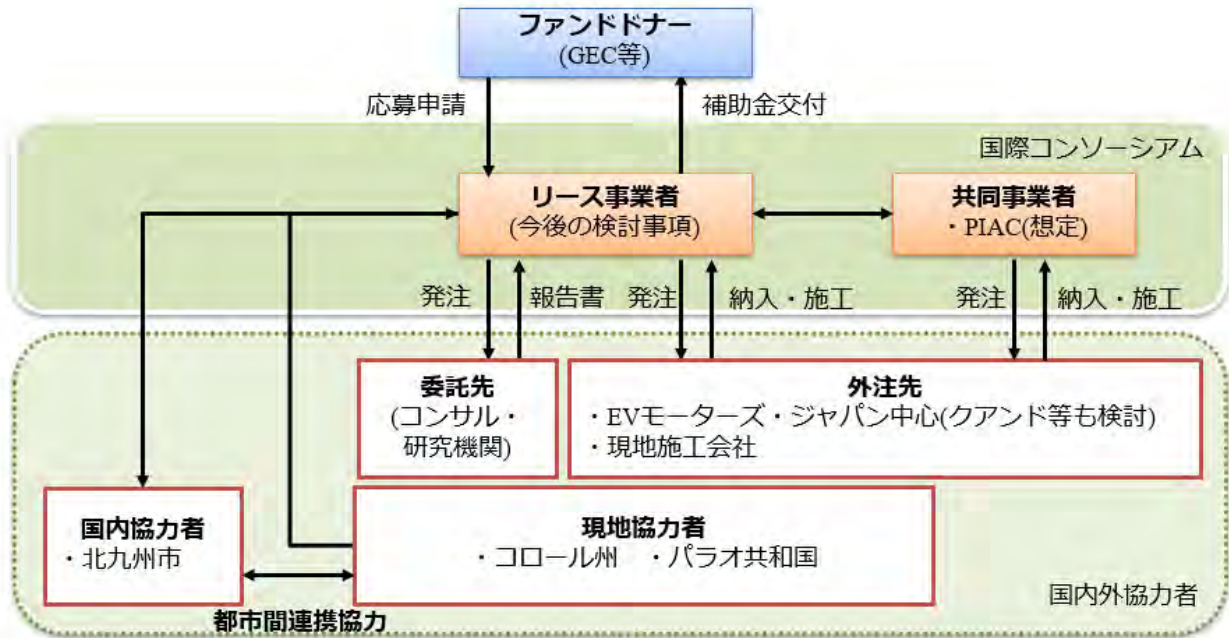 ファンドドナー
(GEC等)
応募申請
補助金交付
国際コンソーシアム
リース事業者
(今後の検討事項)
共同事業者
・PIAC(想定)
発注
報告書
発注
納入・施工
発注
納入・施工
委託先
(コンサル・
研究機関)
外注先
・EVモーターズ・ジャパン中心(クアンド等も検討)
・現地施工会社
国内協力者
・北九州市
現地協力者
・コロール州 ・パラオ共和国
都市間連携協力
国内外協力者